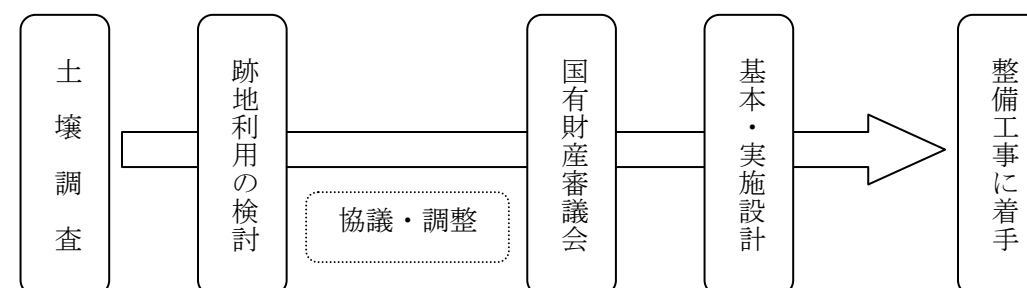 土壌調査
跡地利用の検討
協議・調整
国有財産審議会
基本・実施設計
整備工事に着手